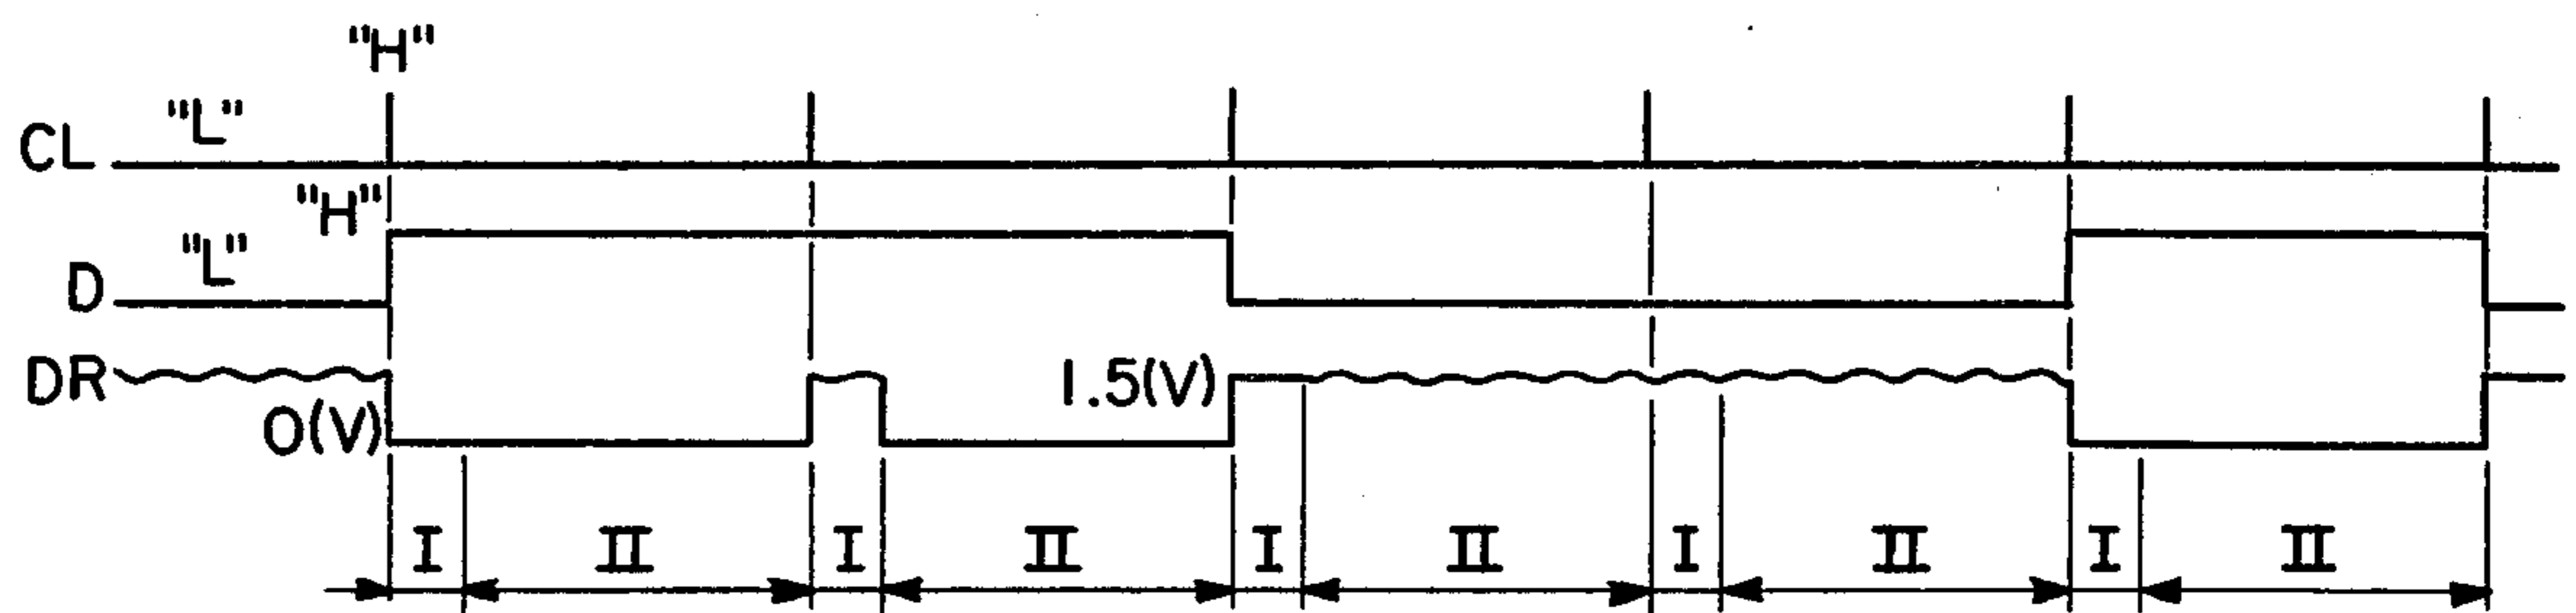 "H"
CL "L"
"H"
D "L"
DR 0(V) 1.5(V)
I II I II I II I II I II